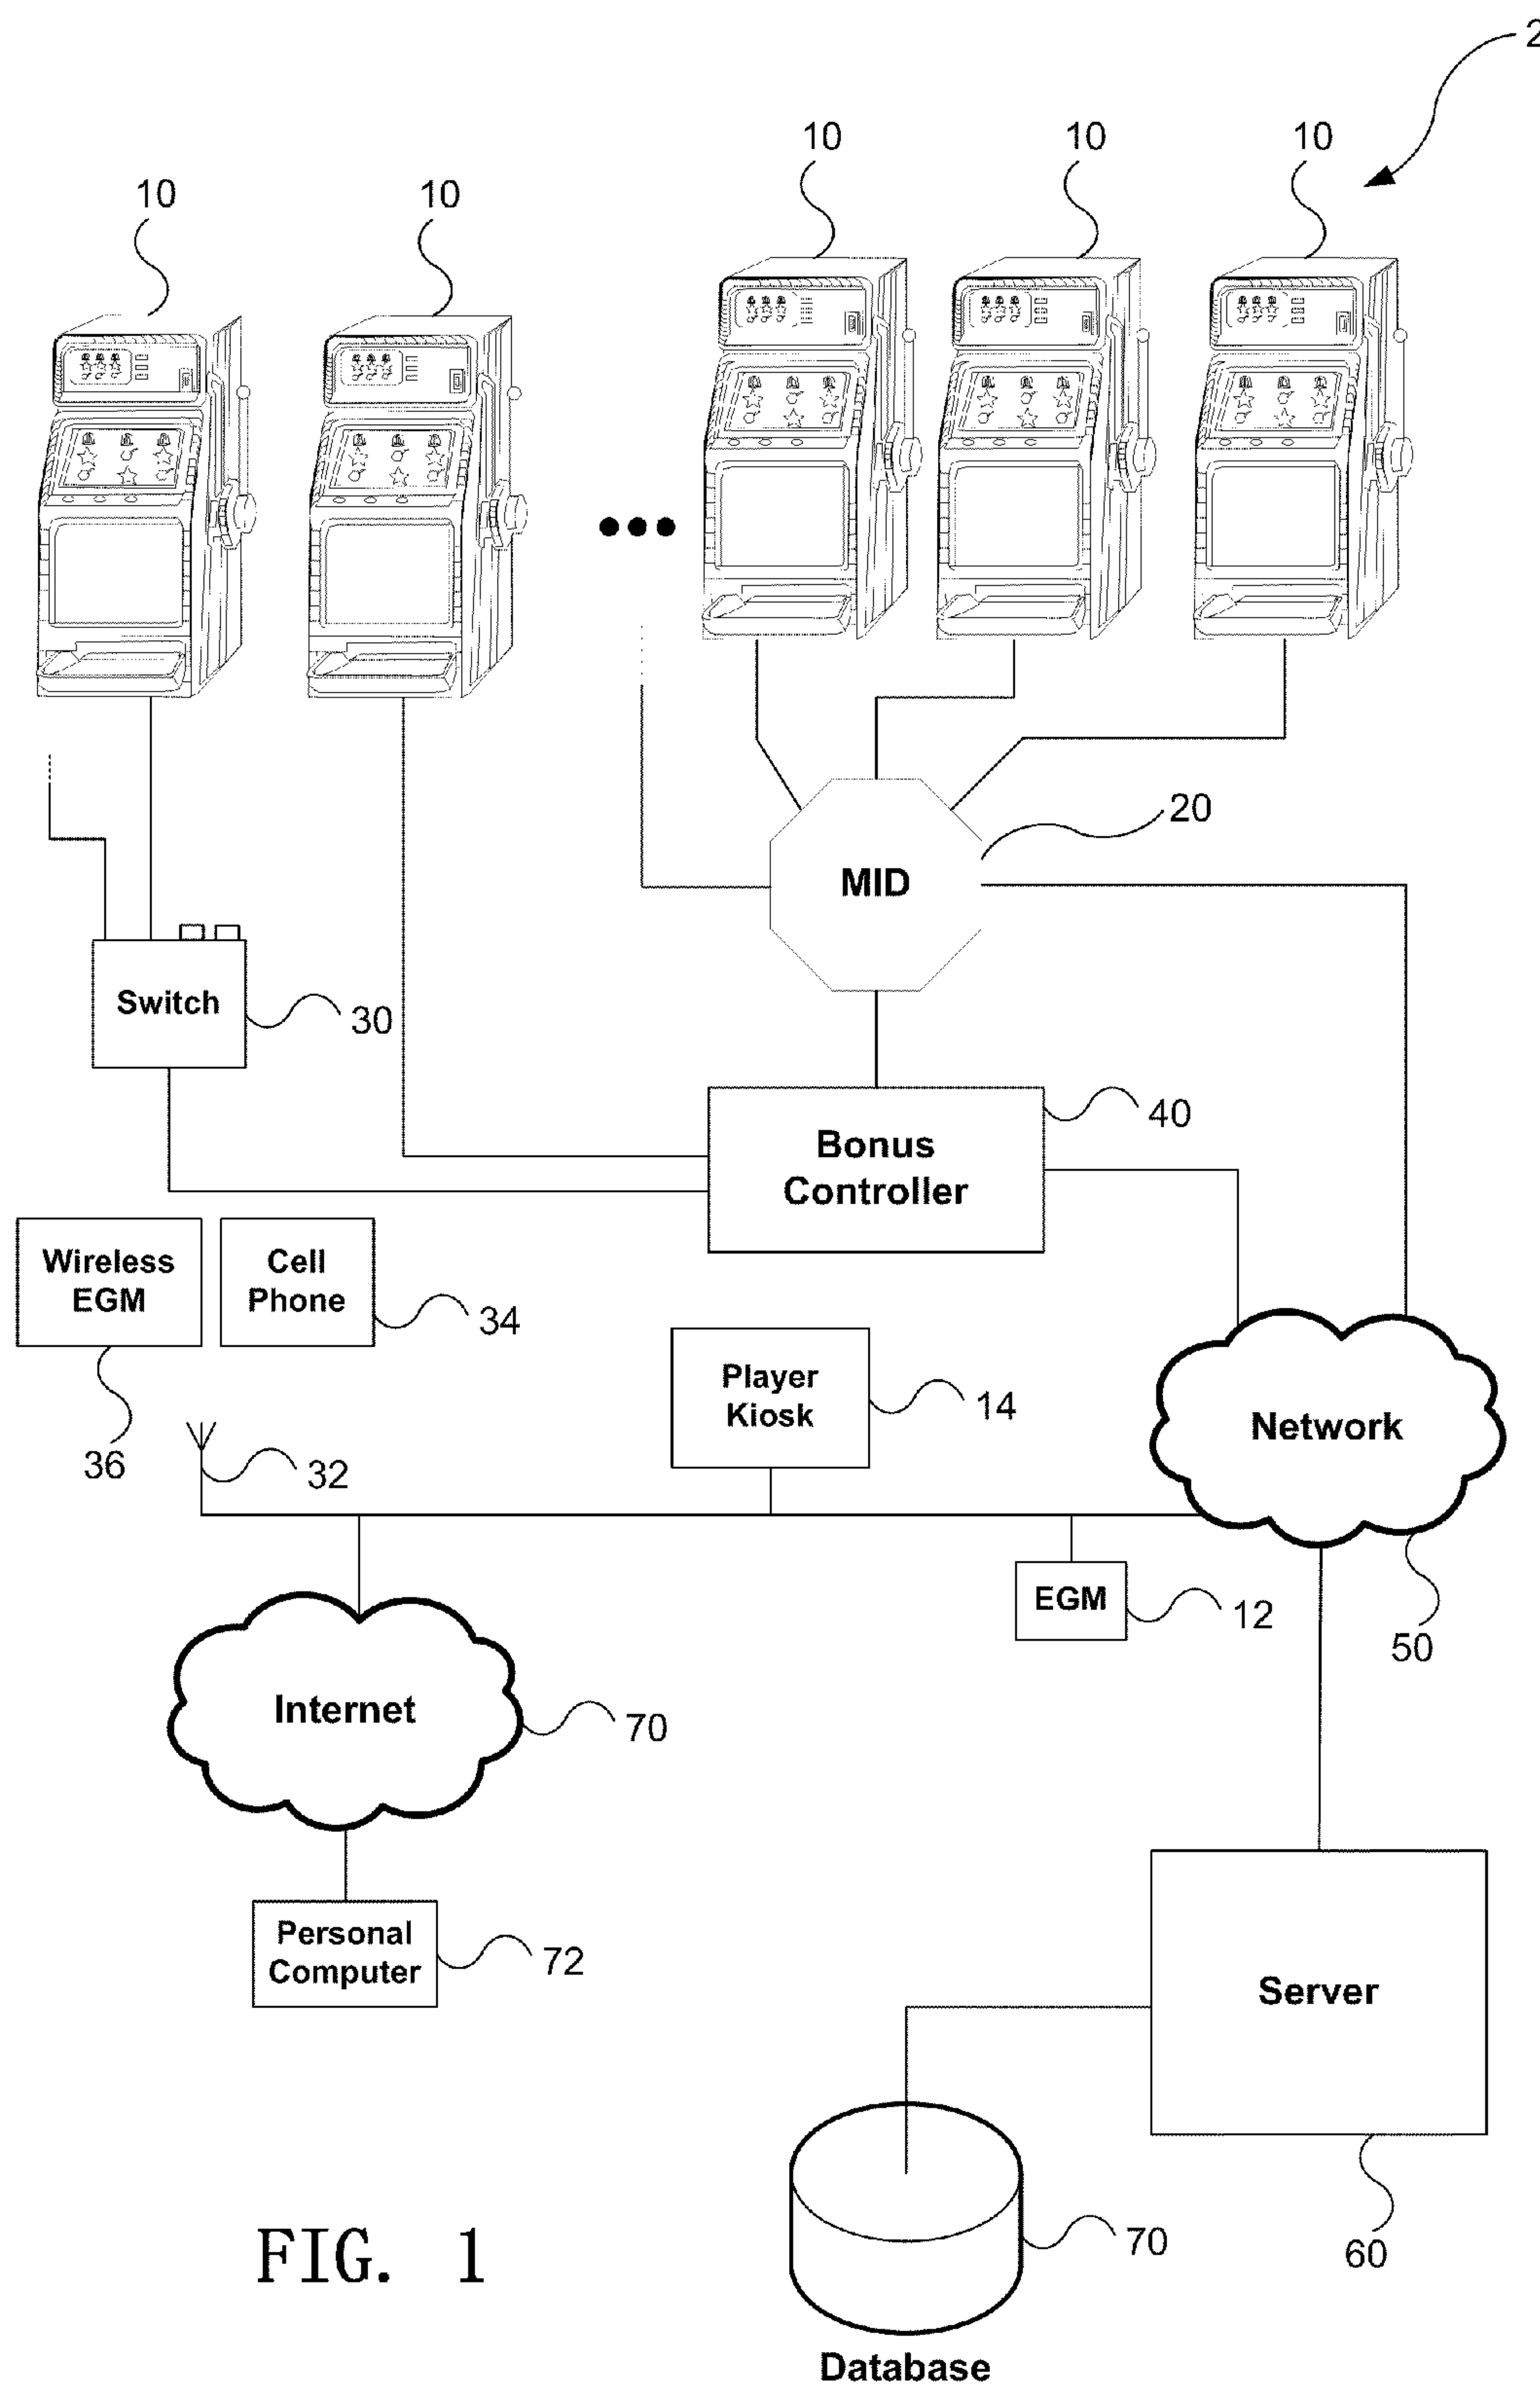 2
10
10
10
10
10
20
MID
Switch
30
40
Bonus
Controller
Wireless
EGM
Cell
Phone
34
Player
Kiosk
14
Network
36
32
EGM
12
50
Internet
70
Personal
Computer
72
Server
70
60
FIG. 1
Database